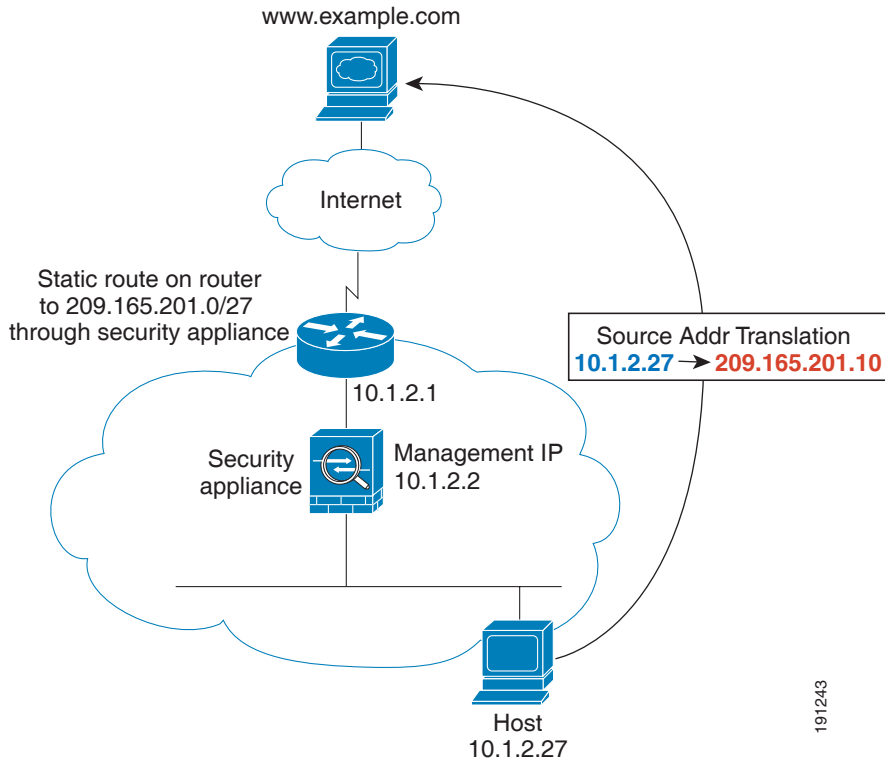 www.example.com
Internet
Static route on router
to 209.165.201.0/27
through security appliance
Source Addr Translation
10.1.2.27 209.165.201.10
10.1.2.1
Security
appliance
Management IP
10.1.2.2
Host
10.1.2.27
191243